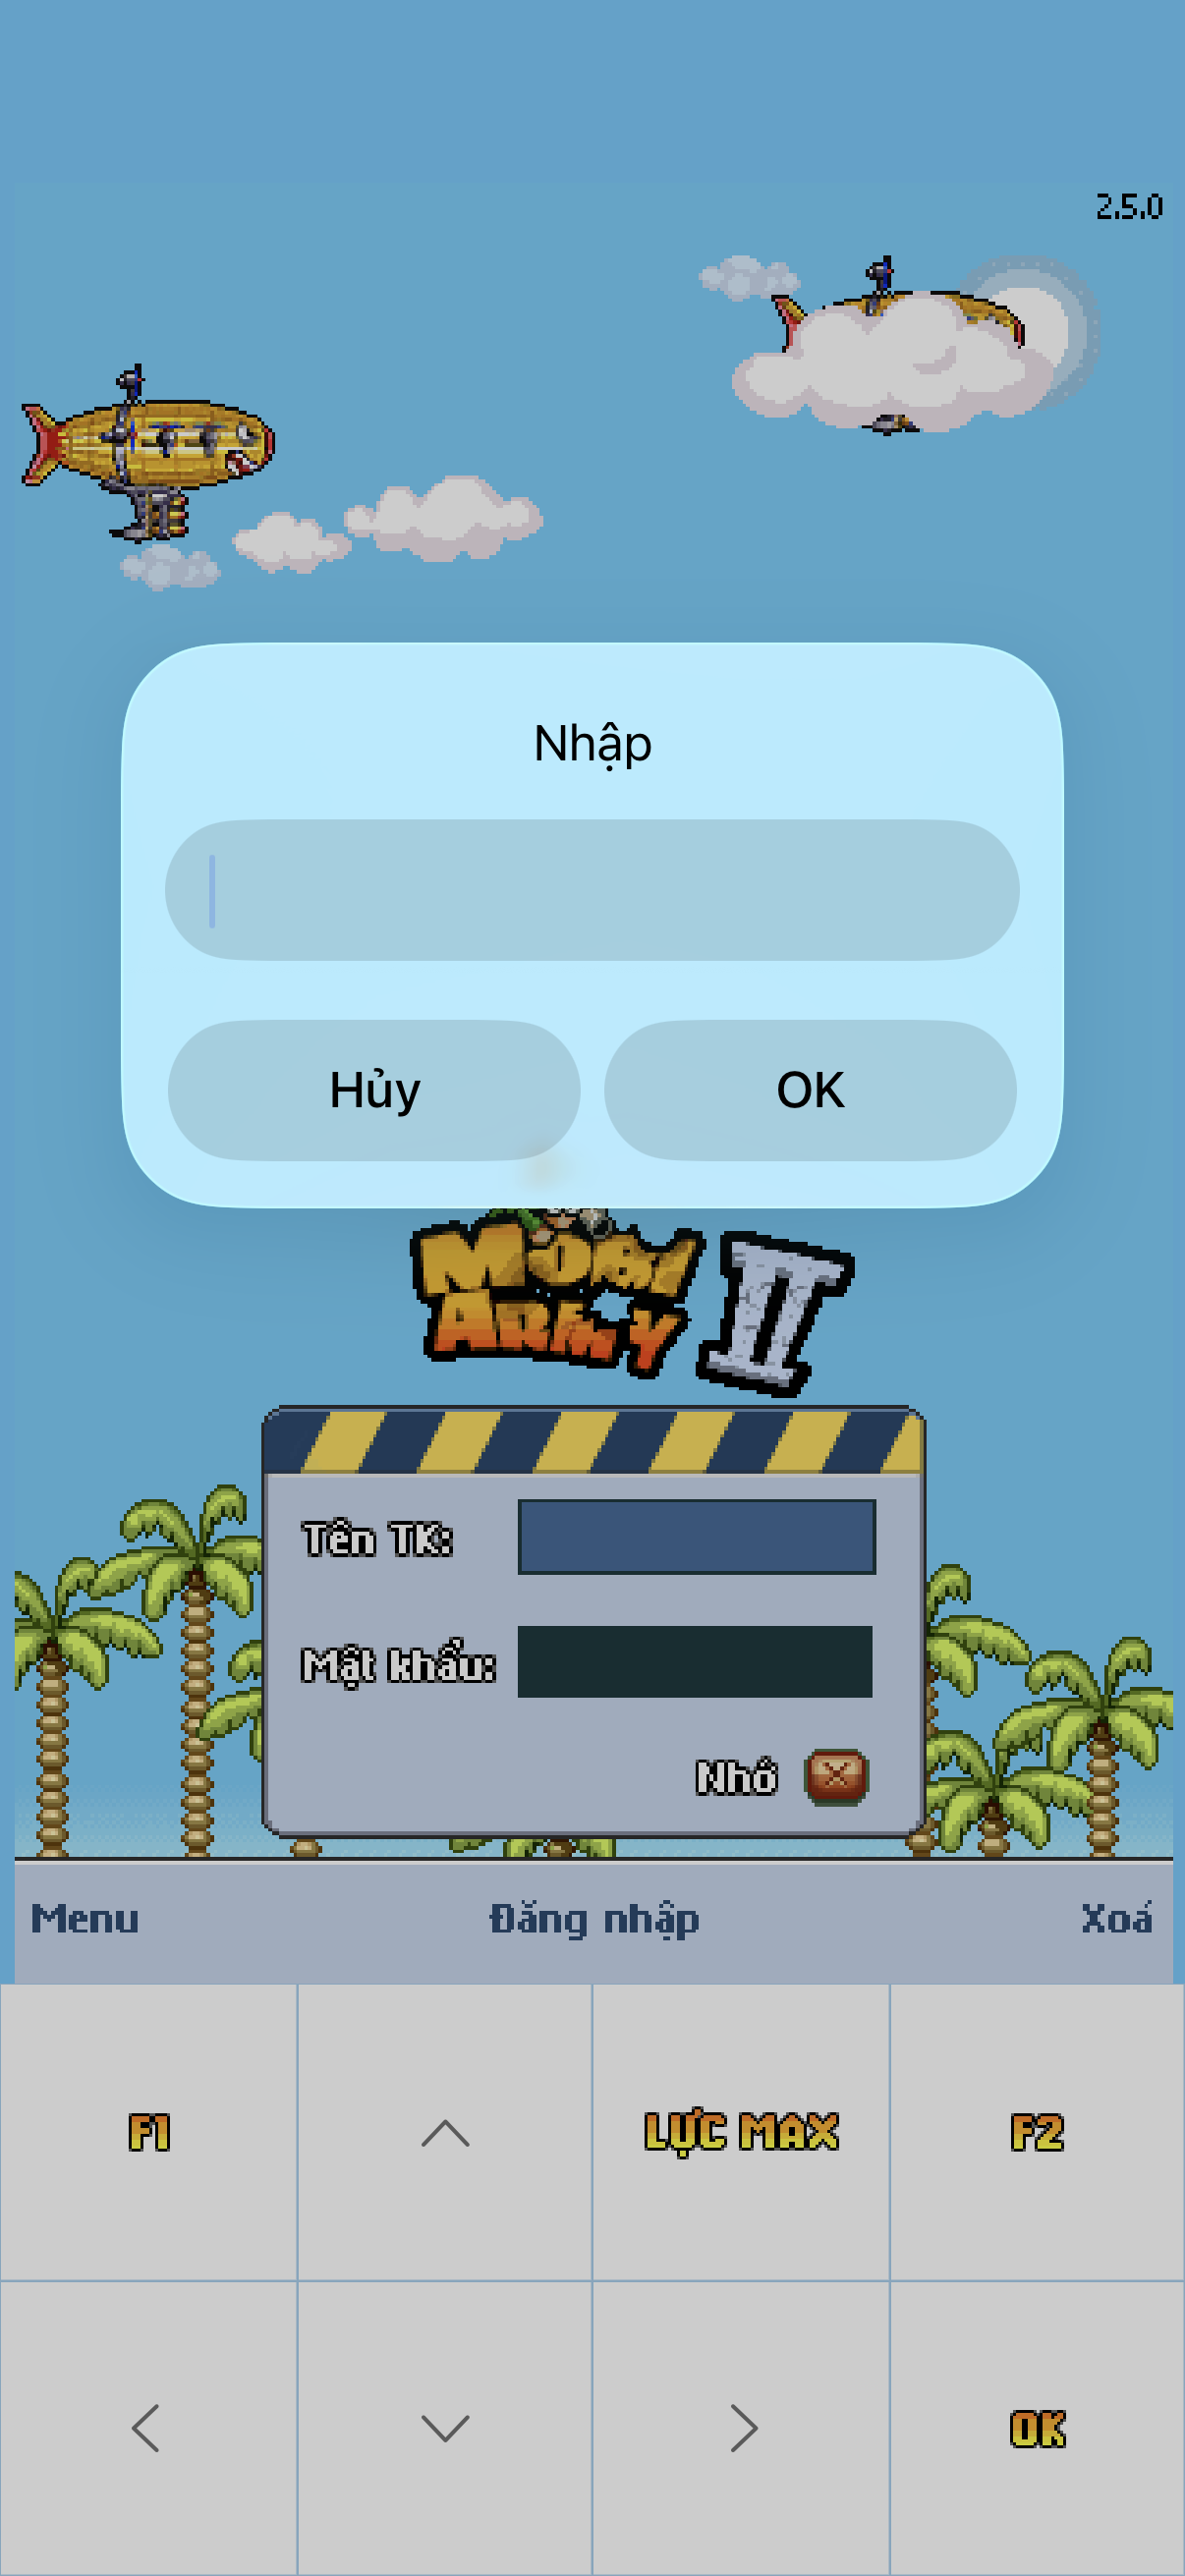 2.5.0
Nhập
Hủy
OK
MOBI
ARMY
II
Tên TK:
Mật khẩu:
Nhớ
Menu
Đăng nhập
Xoá
F1
LỰC MAX
F2
OK